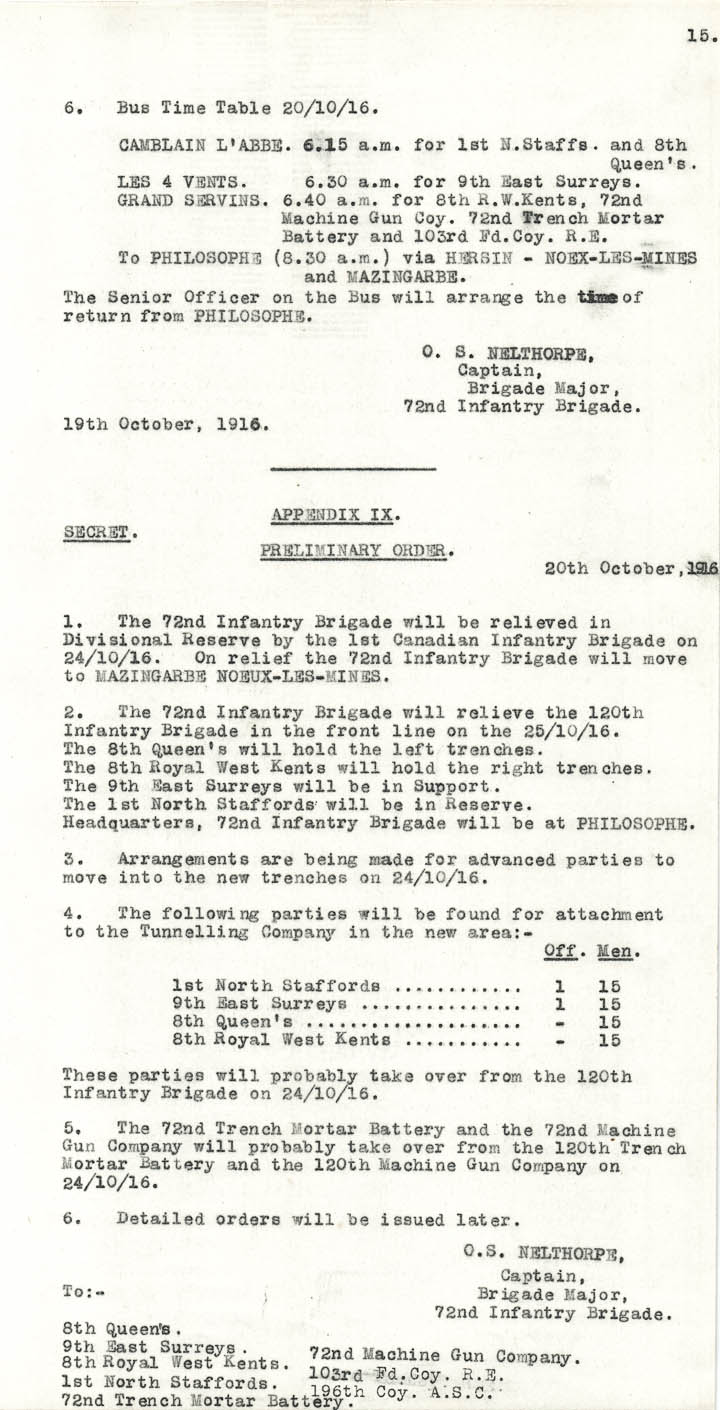 15.
6. Bus Time Table 20/10/16.
CAMBLAIN L'ABBE. 6.15 a.m. for 1st N.Staffs. and 8th
Queen's.
LES 4 VENTS. 6.30 a.m. for 9th East Surreys.
GRAND SERVINS. 6.40 a.m. for 8th R.W.Kents, 72nd
Machine Gun Coy. 72nd Trench Mortar
Battery and 103rd Fd.Coy. R.E.
To PHILOSOPHE (8.30 a.m.) via HERSIN - NOEX-LES-MINES
and MAZINGARBE.
The Senior Officer on the Bus will arrange the time of
return from PHILOSOPHE.
O. S. NELTHORPE,
Captain,
Brigade Major,
72nd Infantry Brigade.
19th October, 1916.
APPENDIX IX.
SECRET.
PRELIMINARY ORDER.
20th October, 1916
1. The 72nd Infantry Brigade will be relieved in
Divisional Reserve by the 1st Canadian Infantry Brigade on
24/10/16. On relief the 72nd Infantry Brigade will move
to MAZINGARBE NOEUX-LES-MINES.
2. The 72nd Infantry Brigade will relieve the 120th
Infantry Brigade in the front line on the 25/10/16.
The 8th Queen's will hold the left trenches.
The 8th Royal West Kents will hold the right trenches.
The 9th East Surreys will be in Support.
The 1st North Staffords will be in Reserve.
Headquarters, 72nd Infantry Brigade will be at PHILOSOPHE.
3. Arrangements are being made for advanced parties to
move into the new trenches on 24/10/16.
4. The following parties will be found for attachment
to the Tunnelling Company in the new area:-
Off. Men.
1st North Staffords ............ 1 15
9th East Surreys ............... 1 15
8th Queen's .................... - 15
8th Royal West Kents ........... - 15
These parties will probably take over from the 120th
Infantry Brigade on 24/10/16.
5. The 72nd Trench Mortar Battery and the 72nd Machine
Gun Company will probably take over from the 120th Trench
Mortar Battery and the 120th Machine Gun Company on
24/10/16.
6. Detailed orders will be issued later.
O.S. NELTHORPE,
Captain,
Brigade Major,
72nd Infantry Brigade.
To:-
8th Queen's.
9th East Surreys.
8th Royal West Kents.
1st North Staffords.
72nd Trench Mortar Battery.
72nd Machine Gun Company.
103rd Fd.Coy. R.E.
196th Coy. A.S.C.